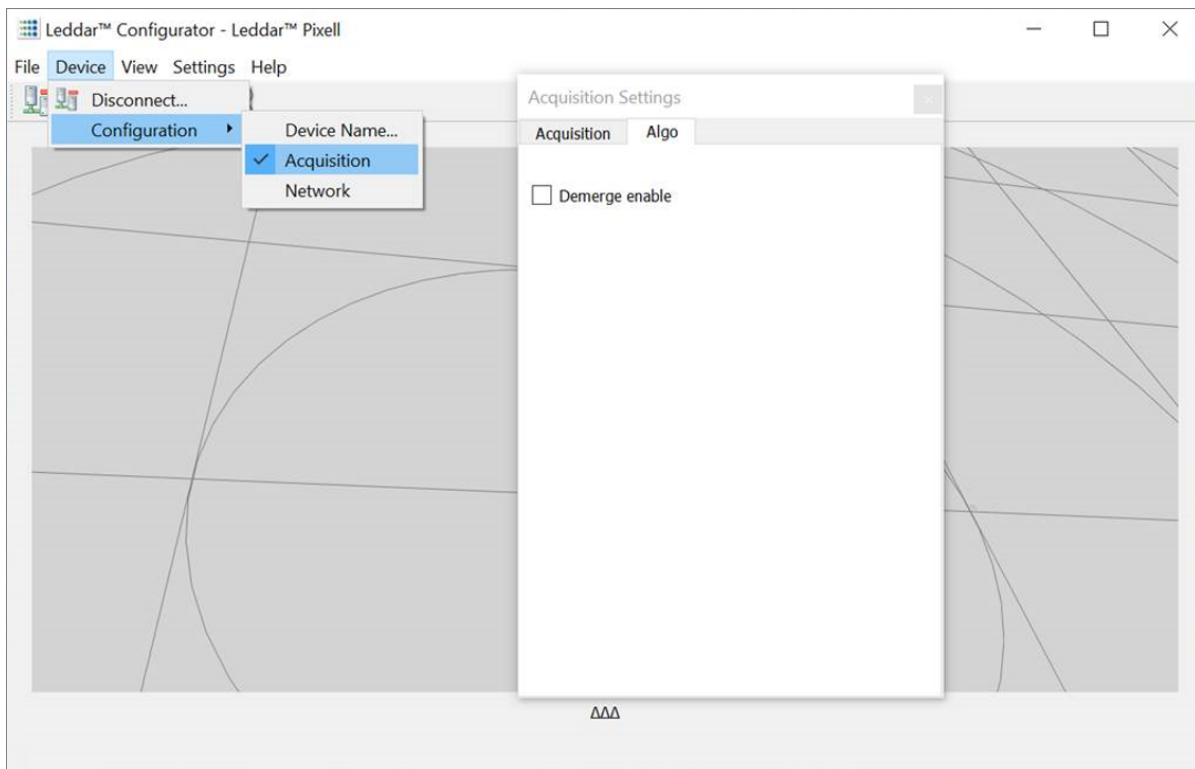 Leddar™ Configurator - Leddar™ Pixell
File Device View Settings Help
Disconnect...
Configuration
Device Name...
Acquisition
Network
Acquisition Settings
Acquisition Algo
Demerge enable
ΔΔΔ